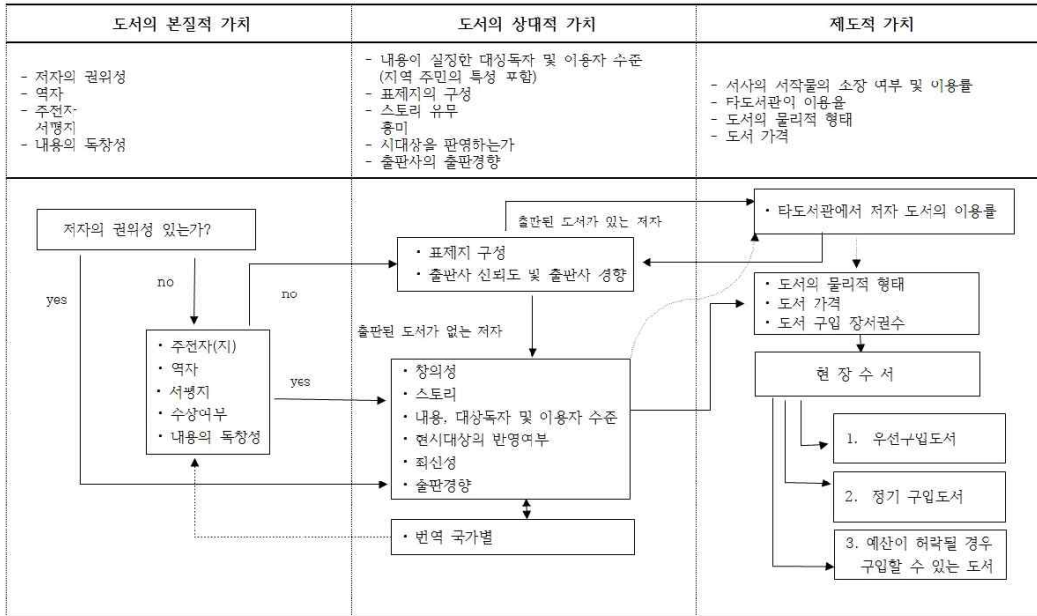 도서의 본질적 가치
도서의 상대적 가치
제도적 가치
- 저자의 권위성
- 역자
- 주전자
서평지
- 내용의 독창성
- 내용이 실징한 대싱독자 및 이용자 수준
(지역 주민의 특성 포함)
- 표제지의 구성
- 스토리 유무
흥미
- 시대상을 판영하는가
- 출판사의 출판경향
- 서사의 서작물의 소장 여부 및 이용률
- 타도서관이 이용율
- 도서의 물리적 형태
- 도서 가격
저자의 권위성 있는가?
yes
no
no
• 주전자(지)
• 역자
• 서평지
• 수상여부
• 내용의 독창성
yes
출판된 도서가 있는 저자
• 표제지 구성
• 출판사 신뢰도 및 출판사 경향
출판된 도서가 없는 저자
• 창의성
• 스토리
• 내용, 대상독자 및 이용자 수준
• 현시대상의 반영여부
• 최신성
• 출판경향
• 번역 국가별
• 타도서관에서 저자 도서의 이용률
• 도서의 물리적 형태
• 도서 가격
• 도서 구입 장서권수
현 장 수 서
1. 우선구입도서
2. 정기 구입도서
3. 예산이 허락될 경우
구입할 수 있는 도서